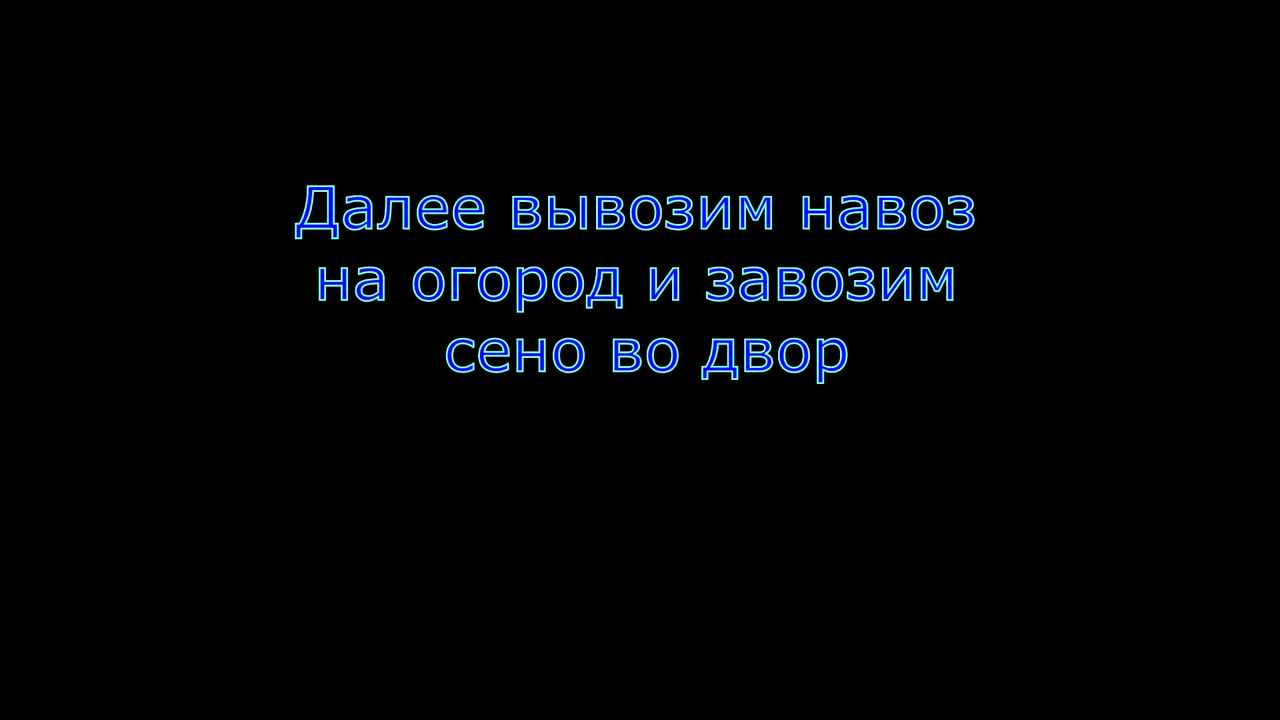 Далее вывозим навоз
на огород и завозим
сено во двор